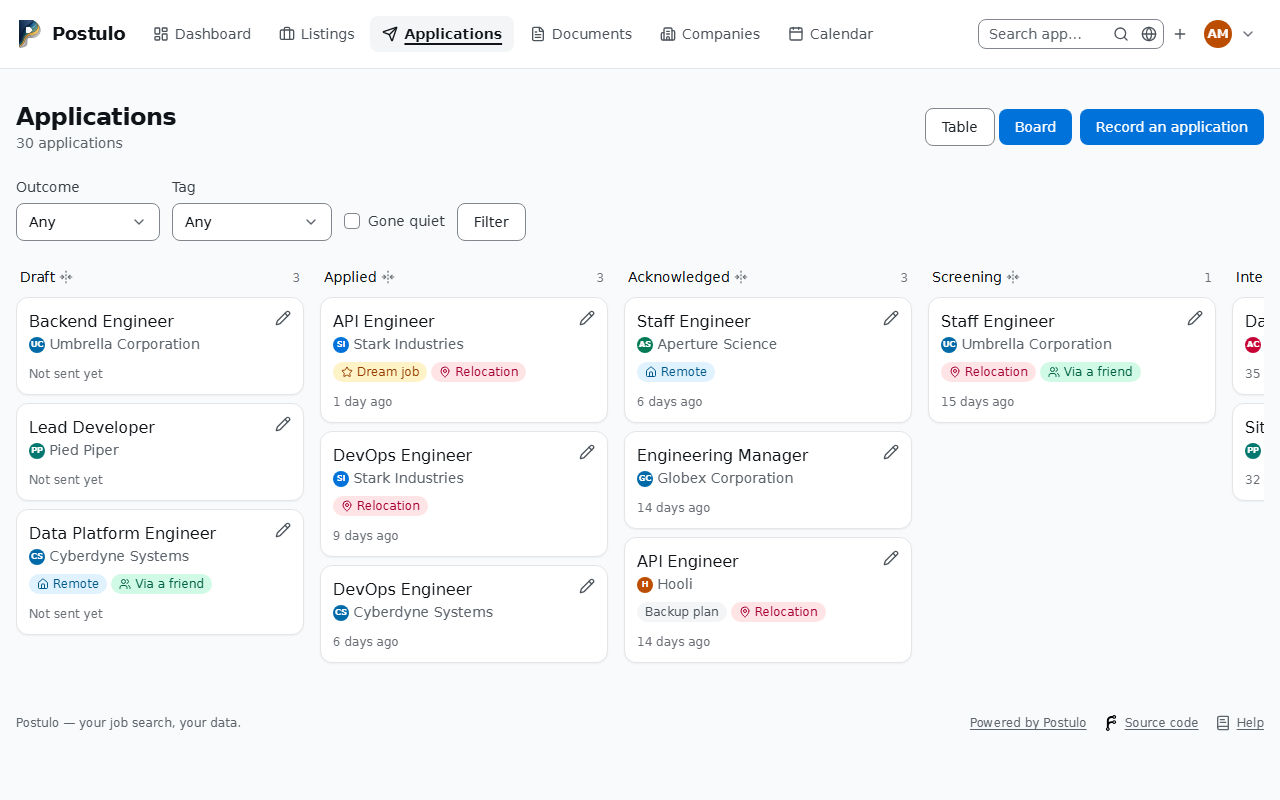 Postulo
Dashboard
Listings
Applications
Documents
Companies
Calendar
Search app...
AM
Applications
30 applications
Table
Board
Record an application
Outcome
Tag
Any
Any
Gone quiet
Filter
Draft
3
Backend Engineer
UC Umbrella Corporation
Not sent yet
Lead Developer
PP Pied Piper
Not sent yet
Data Platform Engineer
CS Cyberdyne Systems
Remote
Via a friend
Not sent yet
Applied
3
API Engineer
SI Stark Industries
Dream job
Relocation
1 day ago
DevOps Engineer
SI Stark Industries
Relocation
9 days ago
DevOps Engineer
CS Cyberdyne Systems
6 days ago
Acknowledged
3
Staff Engineer
AS Aperture Science
Remote
6 days ago
Engineering Manager
GC Globex Corporation
14 days ago
API Engineer
H Hooli
Backup plan
Relocation
14 days ago
Screening
1
Staff Engineer
UC Umbrella Corporation
Relocation
Via a friend
15 days ago
Inte
Da
AC
35
Sit
PP
32
Postulo — your job search, your data.
Powered by Postulo
Source code
Help